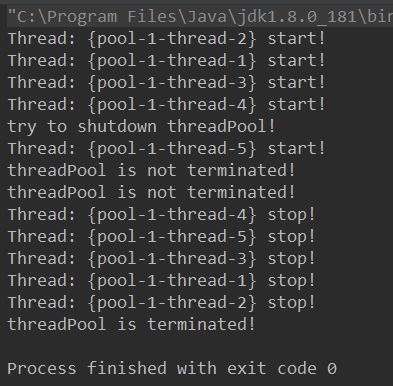 "C:\Program Files\Java\jdk1.8.0_181\bin
Thread: {pool-1-thread-2} start!
Thread: {pool-1-thread-1} start!
Thread: {pool-1-thread-3} start!
Thread: {pool-1-thread-4} start!
try to shutdown threadPool!
Thread: {pool-1-thread-5} start!
threadPool is not terminated!
threadPool is not terminated!
Thread: {pool-1-thread-4} stop!
Thread: {pool-1-thread-5} stop!
Thread: {pool-1-thread-3} stop!
Thread: {pool-1-thread-1} stop!
Thread: {pool-1-thread-2} stop!
threadPool is terminated!
Process finished with exit code 0